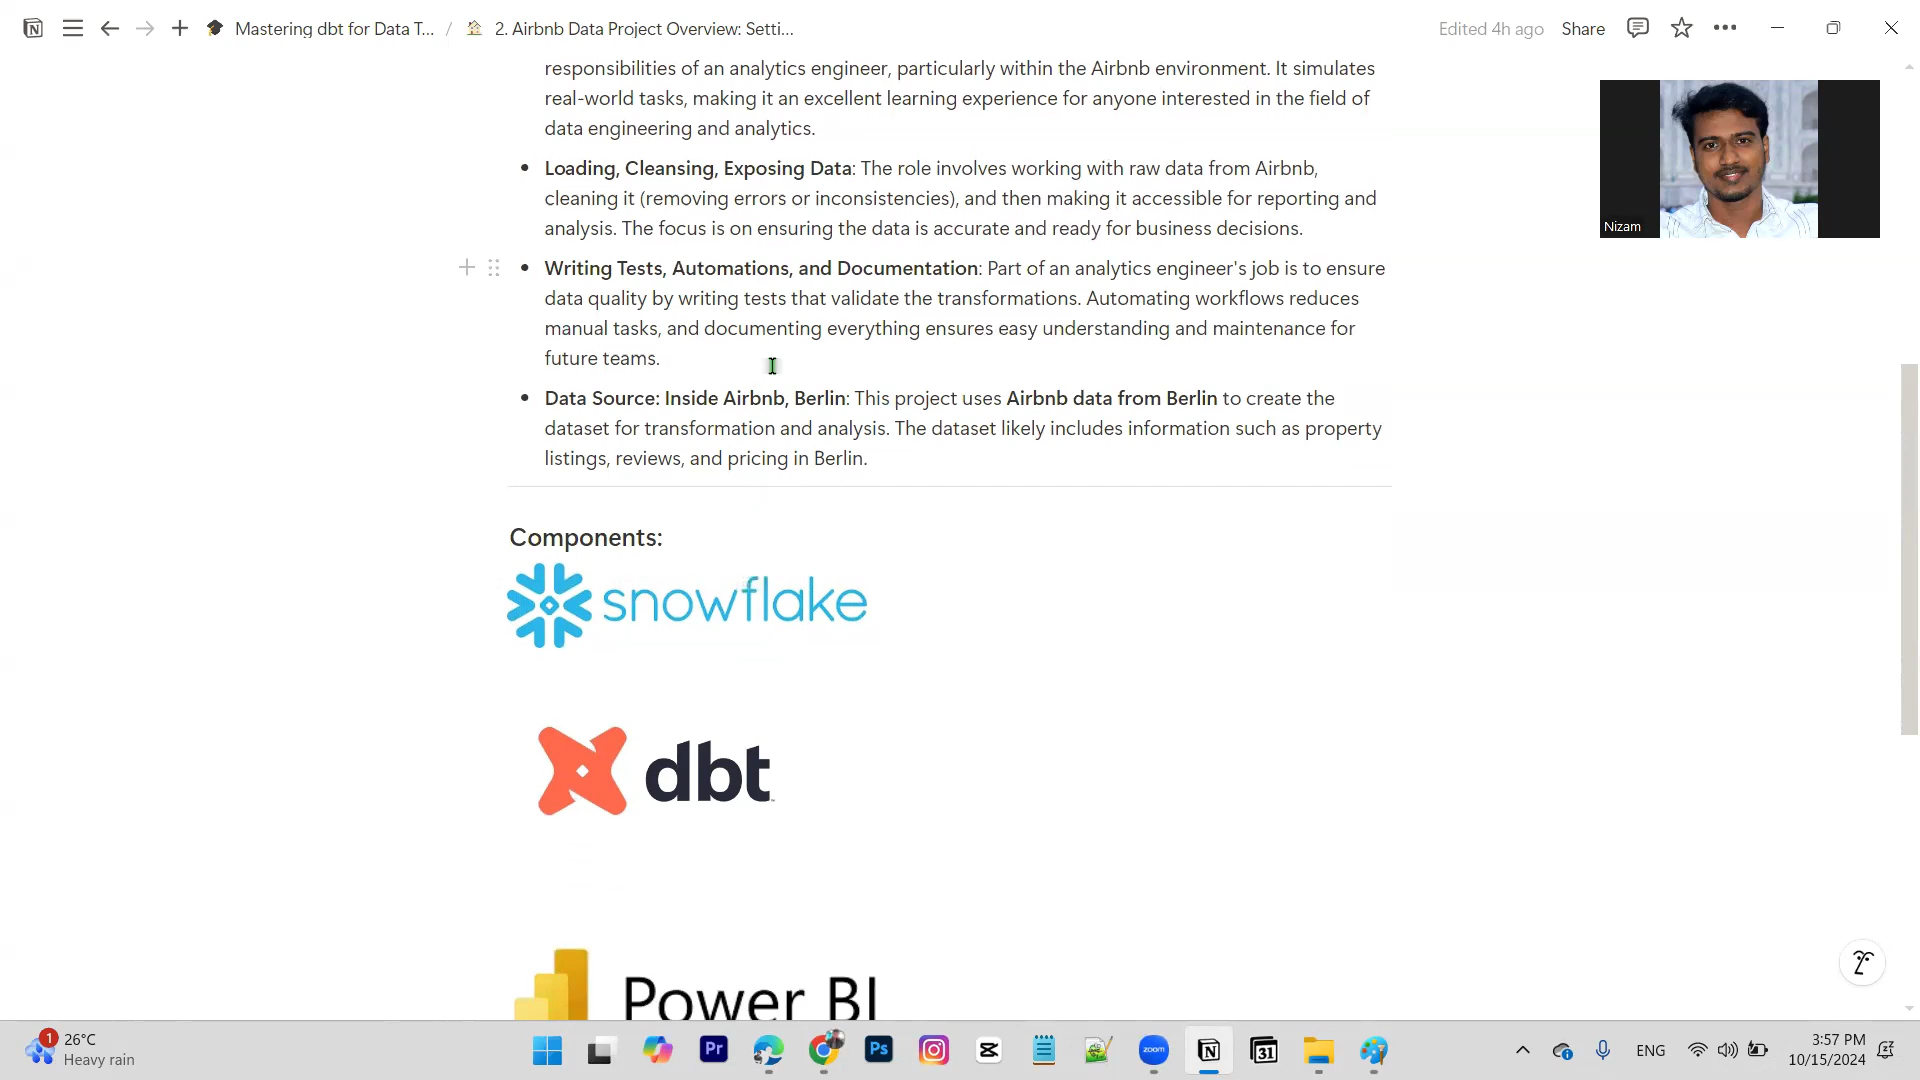 Mastering dbt for Data T... / 2. Airbnb Data Project Overview: Setti...
Edited 4h ago Share
responsibilities of an analytics engineer, particularly within the Airbnb environment. It simulates
real-world tasks, making it an excellent learning experience for anyone interested in the field of
data engineering and analytics.
• Loading, Cleansing, Exposing Data: The role involves working with raw data from Airbnb,
cleaning it (removing errors or inconsistencies), and then making it accessible for reporting and
analysis. The focus is on ensuring the data is accurate and ready for business decisions.
• Writing Tests, Automations, and Documentation: Part of an analytics engineer's job is to ensure
data quality by writing tests that validate the transformations. Automating workflows reduces
manual tasks, and documenting everything ensures easy understanding and maintenance for
future teams.
• Data Source: Inside Airbnb, Berlin: This project uses Airbnb data from Berlin to create the
dataset for transformation and analysis. The dataset likely includes information such as property
listings, reviews, and pricing in Berlin.
Nizam
Components:
snowflake
dbt
Power BI
1
26°C
Heavy rain
Pr
Ps
zoom
31
ENG
3:57 PM
10/15/2024